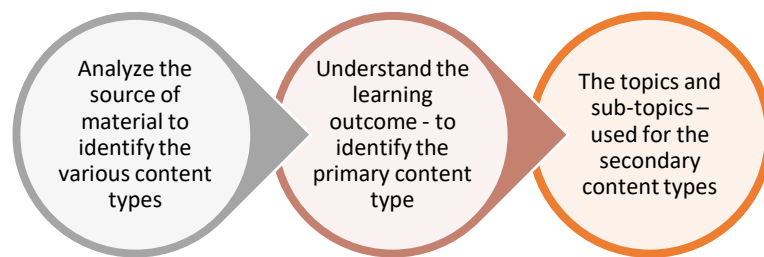 Analyze the
source of
material to
identify the
various content
types
Understand the
learning
outcome - to
identify the
primary content
type
The topics and
sub-topics –
used for the
secondary
content types